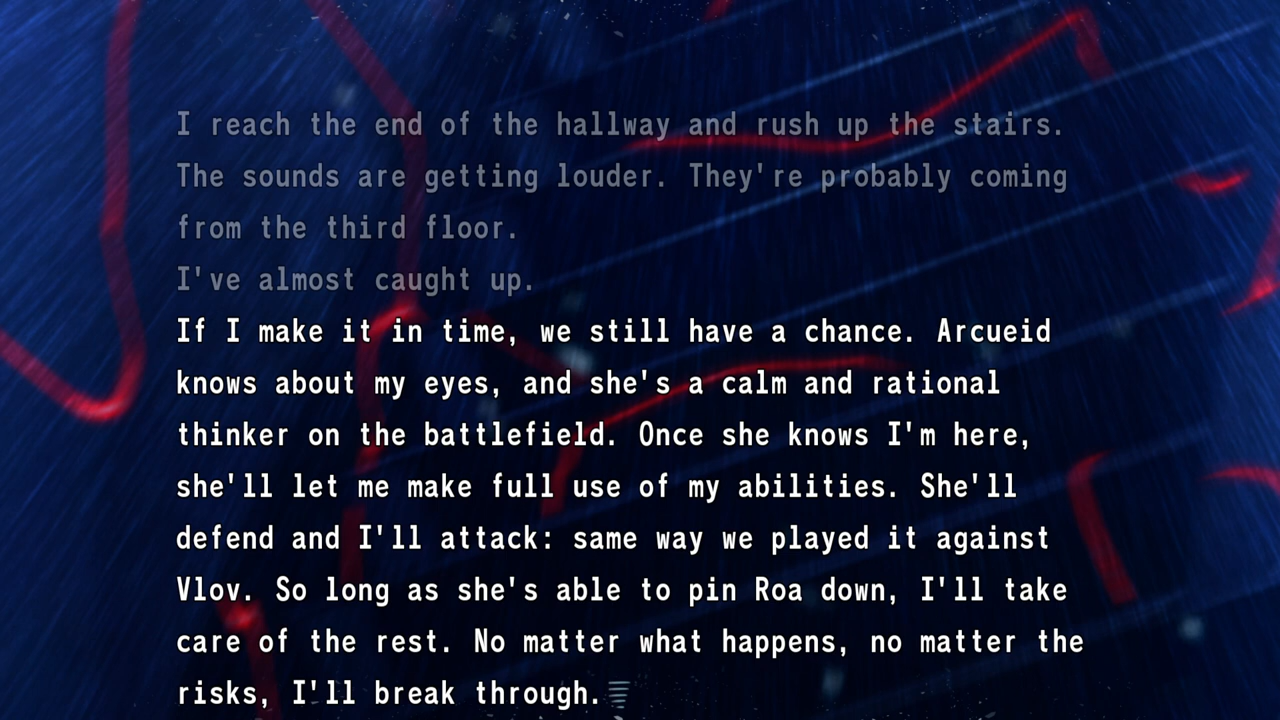 I reach the end of the hallway and rush up the stairs.
The sounds are getting louder. They're probably coming
from the third floor.
I've almost caught up.
If I make it in time, we still have a chance. Arcueid
knows about my eyes, and she's a calm and rational
thinker on the battlefield. Once she knows I'm here,
she'll let me make full use of my abilities. She'll
defend and I'll attack: same way we played it against
Vlov. So long as she's able to pin Roa down, I'll take
care of the rest. No matter what happens, no matter the
risks, I'll break through.